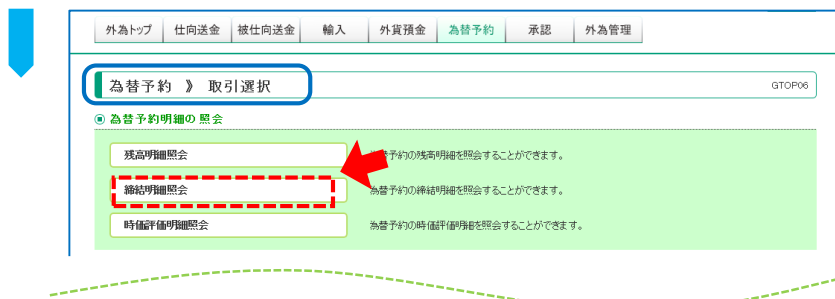 外為トップ 仕向送金 被仕向送金 輸入 外貨預金 為替予約 承認 外為管理
為替予約 》 取引選択 GTOP06
為替予約明細の照会
残高明細照会 為替予約の残高明細を照会することができます。
締結明細照会 為替予約の締結明細を照会することができます。
時価評価明細照会 為替予約の時価評価明細を照会することができます。